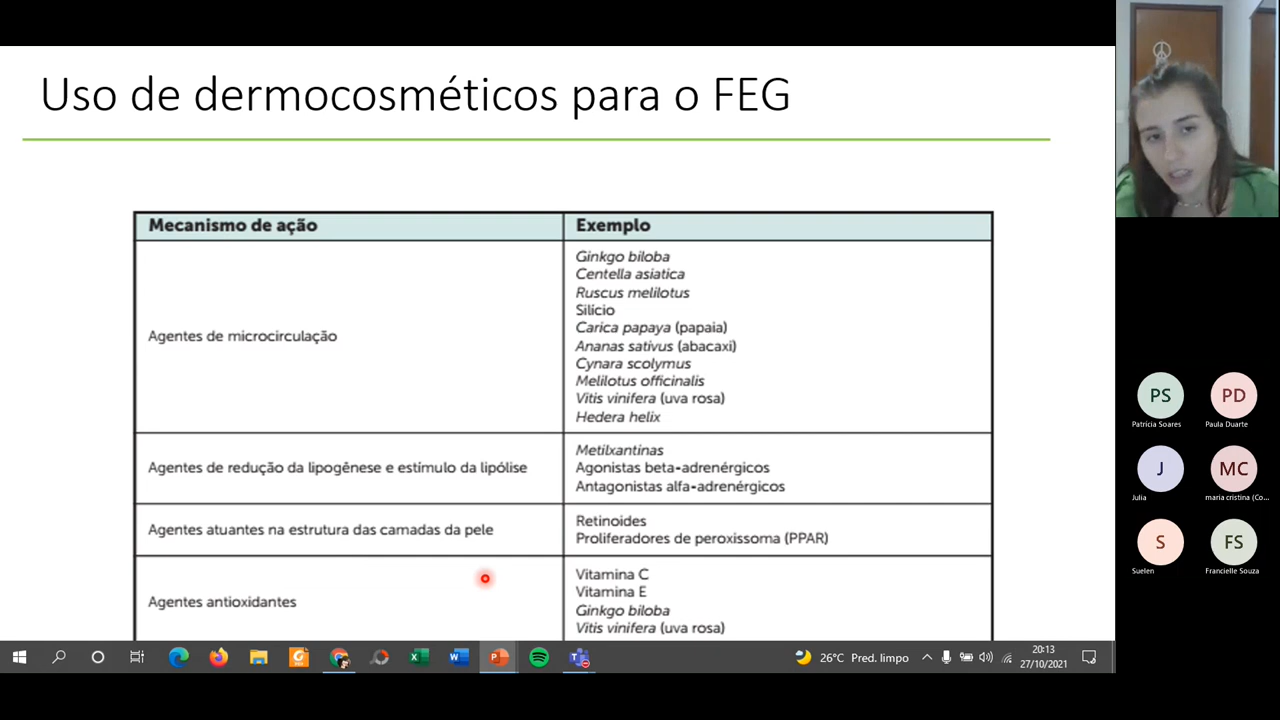 Uso de dermocosméticos para o FEG
Mecanismo de ação
Exemplo
Agentes de microcirculação
Ginkgo biloba
Centella asiatica
Ruscus melilotus
Silício
Carica papaya (papaia)
Ananas sativus (abacaxi)
Cynara scolymus
Melilotus officinalis
Vitis vinifera (uva rosa)
Hedera helix
Agentes de redução da lipogênese e estímulo da lipólise
Metilxantinas
Agonistas beta-adrenérgicos
Antagonistas alfa-adrenérgicos
Agentes atuantes na estrutura das camadas da pele
Retinoides
Proliferadores de peroxissoma (PPAR)
Agentes antioxidantes
Vitamina C
Vitamina E
Ginkgo biloba
Vitis vinifera (uva rosa)
PS
PD
Patrícia Soares
Paula Duarte
J
MC
Julia
maria cristina (Co...
S
FS
Suelen
Francielle Souza
26°C Pred. limpo
20:13
27/10/2021